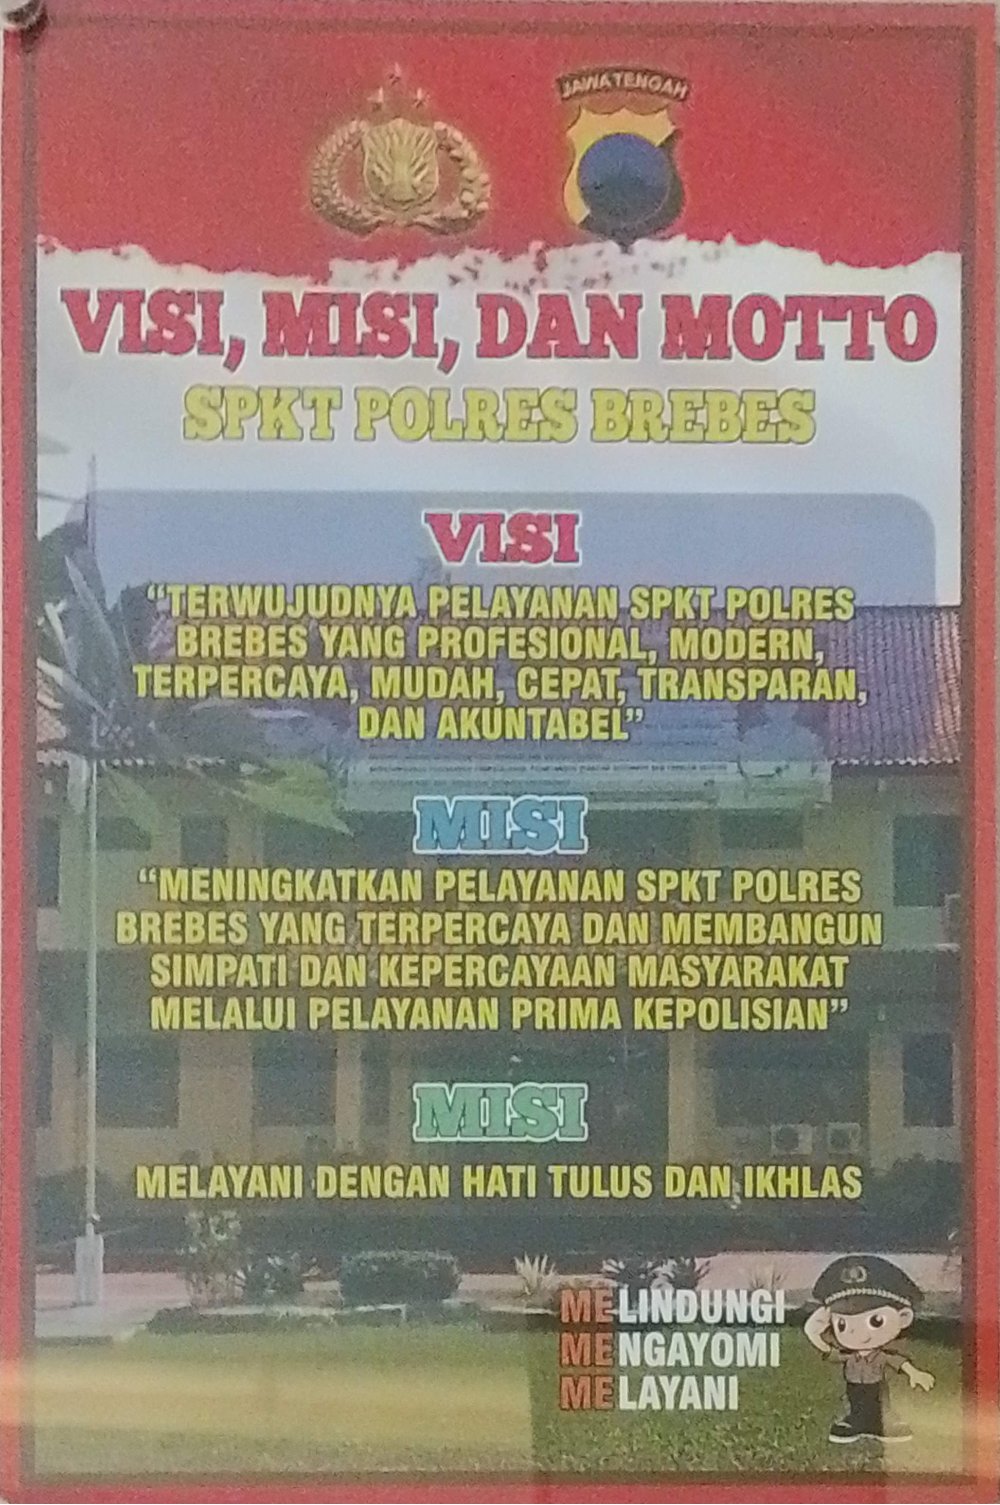 JAWA TENGAH
VISI, MISI, DAN MOTTO
SPKT POLRES BREBES
VISI
“TERWUJUDNYA PELAYANAN SPKT POLRES
BREBES YANG PROFESIONAL, MODERN,
TERPERCAYA, MUDAH, CEPAT, TRANSPARAN,
DAN AKUNTABEL”
MISI
“MENINGKATKAN PELAYANAN SPKT POLRES
BREBES YANG TERPERCAYA DAN MEMBANGUN
SIMPATI DAN KEPERCAYAAN MASYARAKAT
MELALUI PELAYANAN PRIMA KEPOLISIAN”
MISI
MELAYANI DENGAN HATI TULUS DAN IKHLAS
MELINDUNGI
MENGAYOMI
MELAYANI